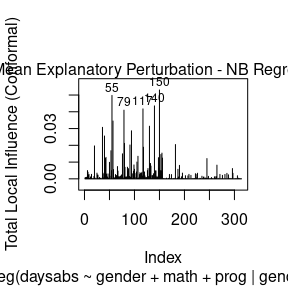 Mean Explanatory Perturbation - NB Regre
Total Local Influence (Conformal)
0.00
0.03
55
79
117
140
150
0
100
200
300
Index
eg(daysabs ~ gender + math + prog | gend